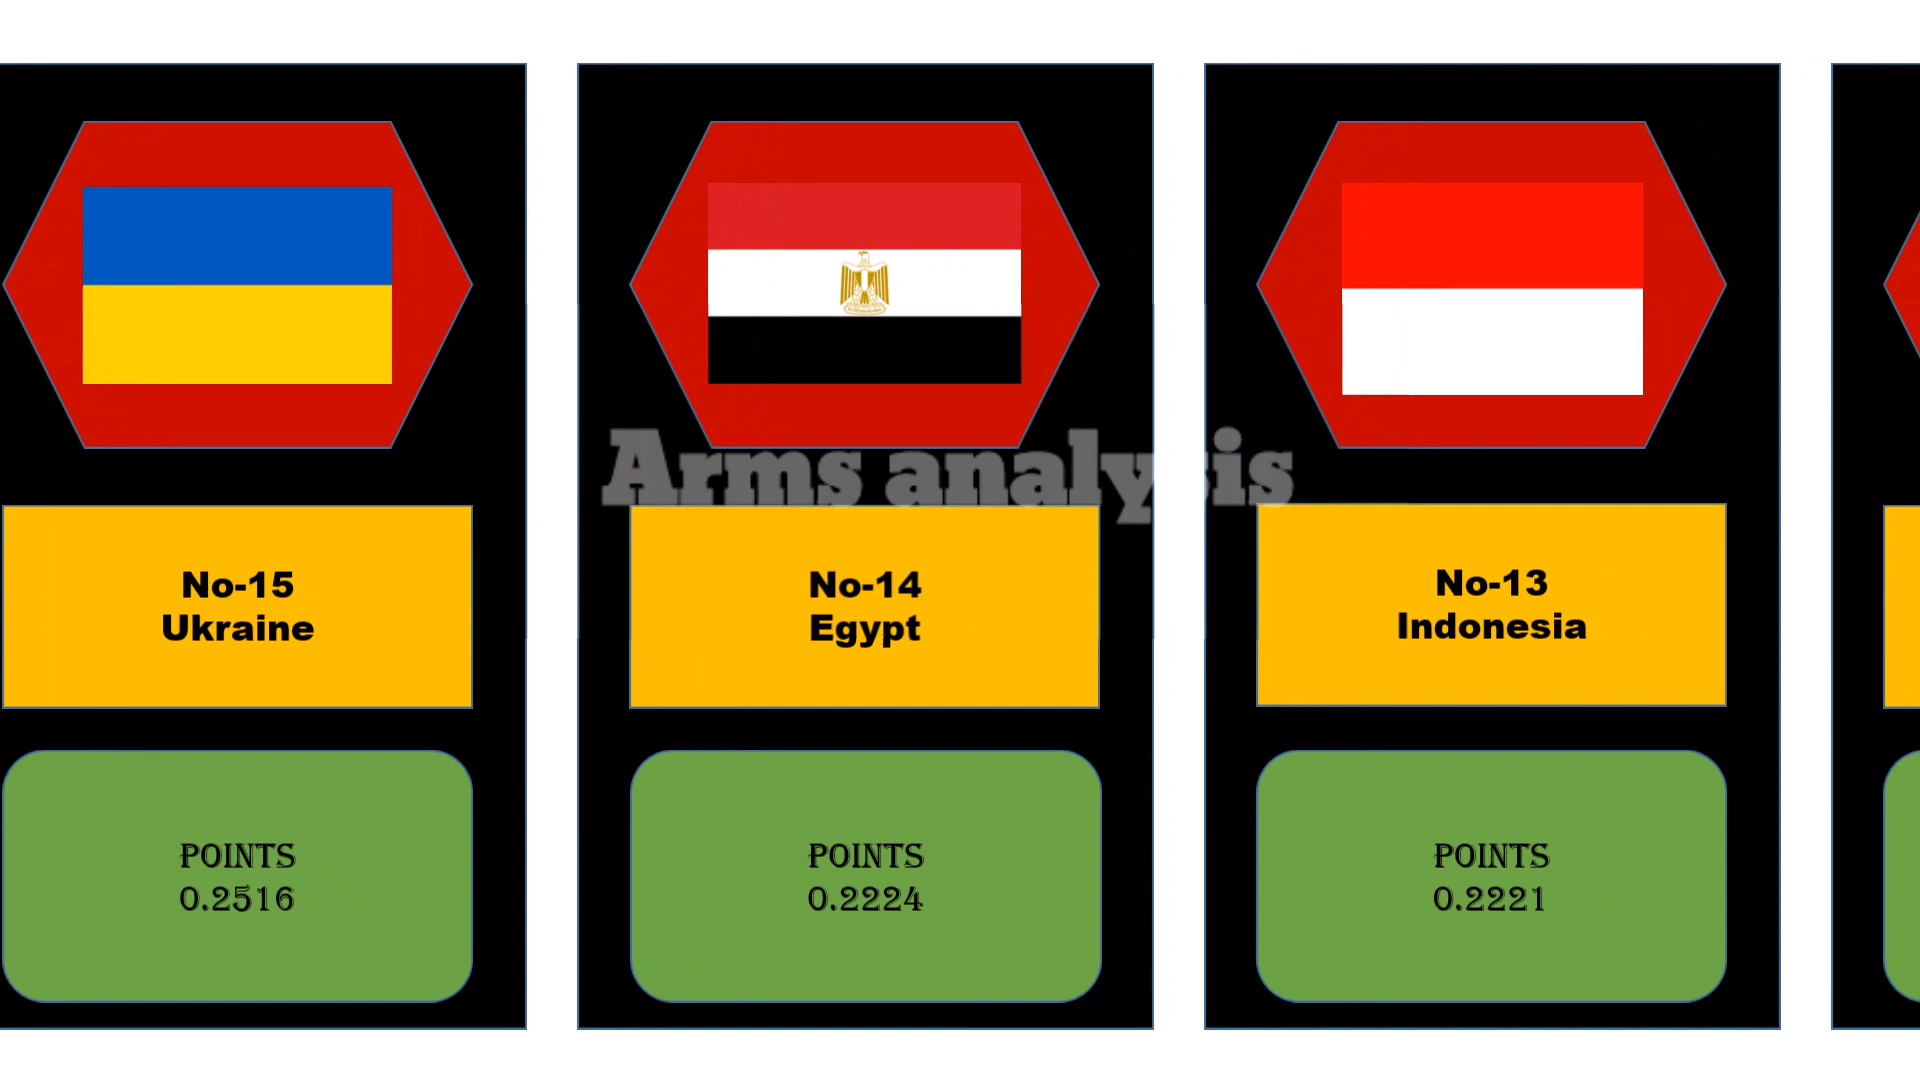 Arms analysis
No-15
Ukraine
POINTS
0.2516
No-14
Egypt
POINTS
0.2224
No-13
Indonesia
POINTS
0.2221